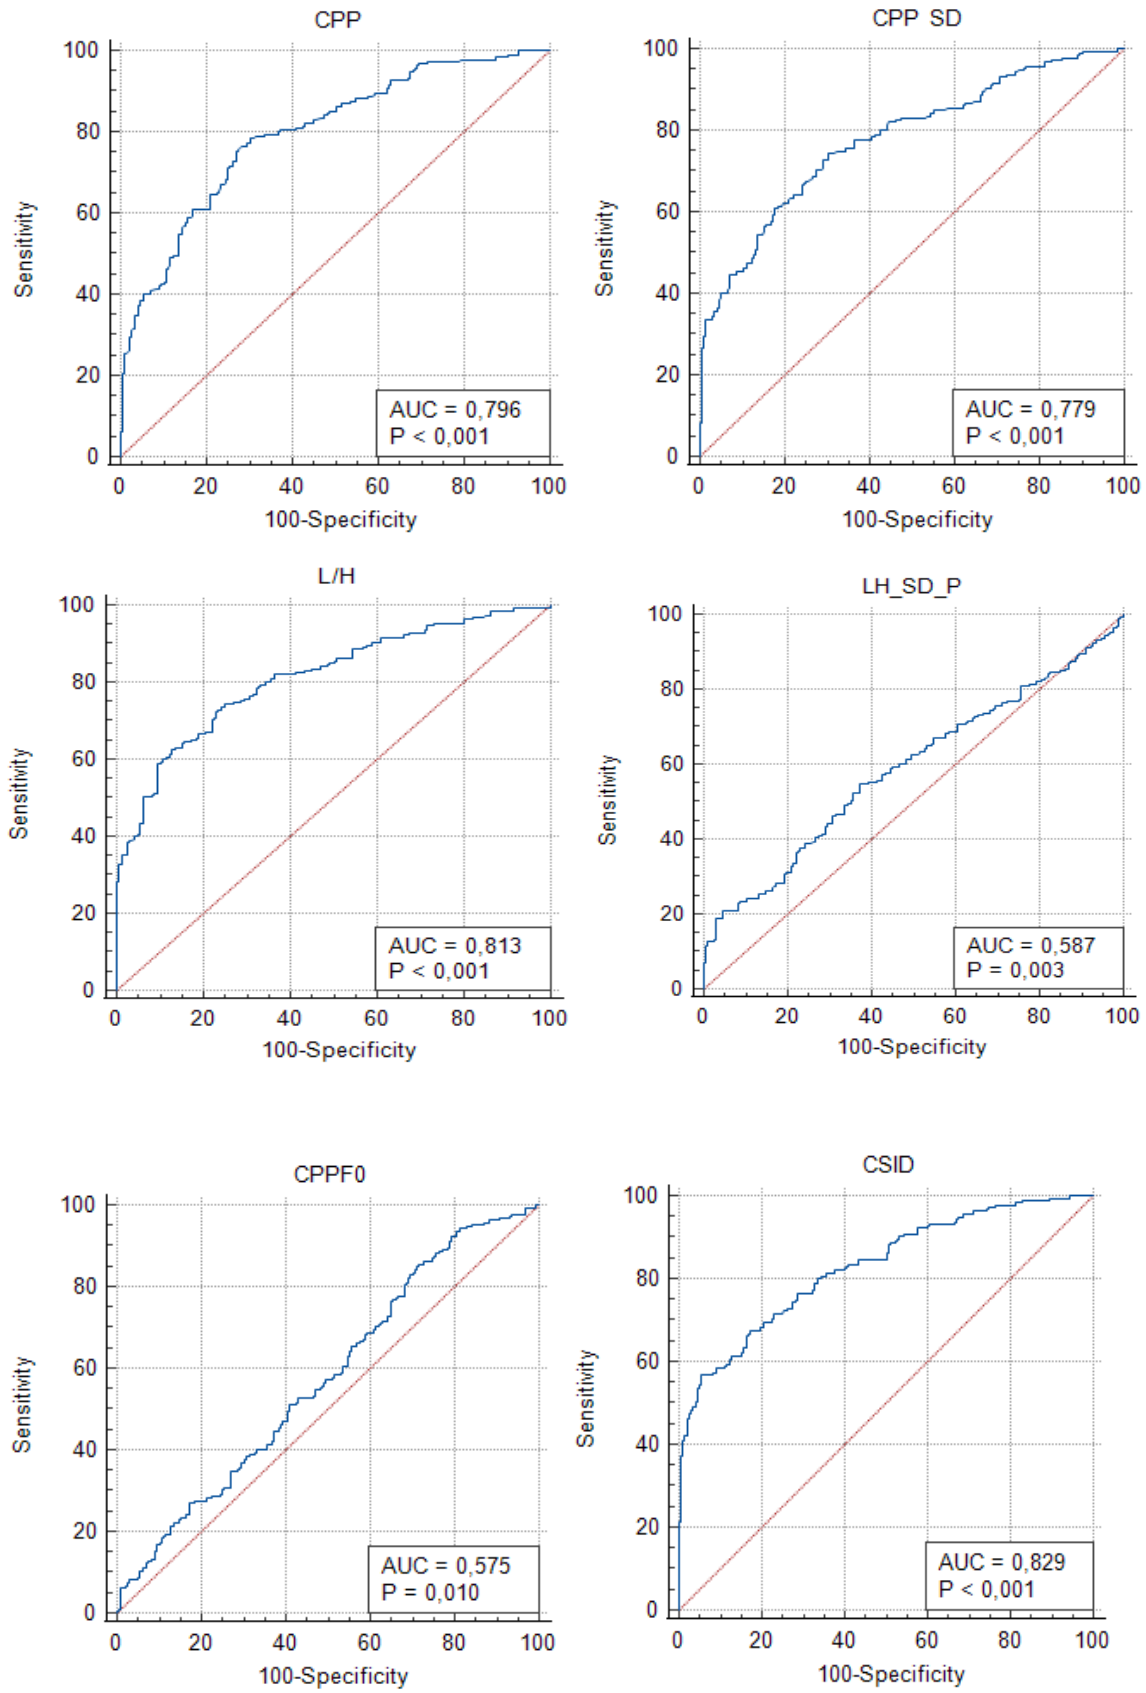 CPP
100
80
60
40
20
0
Sensitivity
AUC = 0,796
P < 0,001
0 20 40 60 80 100
100-Specificity
CPP SD
100
80
60
40
20
0
Sensitivity
AUC = 0,779
P < 0,001
0 20 40 60 80 100
100-Specificity
L/H
100
80
60
40
20
0
Sensitivity
AUC = 0,813
P < 0,001
0 20 40 60 80 100
100-Specificity
LH_SD_P
100
80
60
40
20
0
Sensitivity
AUC = 0,587
P = 0,003
0 20 40 60 80 100
100-Specificity
CPPF0
100
80
60
40
20
0
Sensitivity
AUC = 0,575
P = 0,010
0 20 40 60 80 100
100-Specificity
CSID
100
80
60
40
20
0
Sensitivity
AUC = 0,829
P < 0,001
0 20 40 60 80 100
100-Specificity